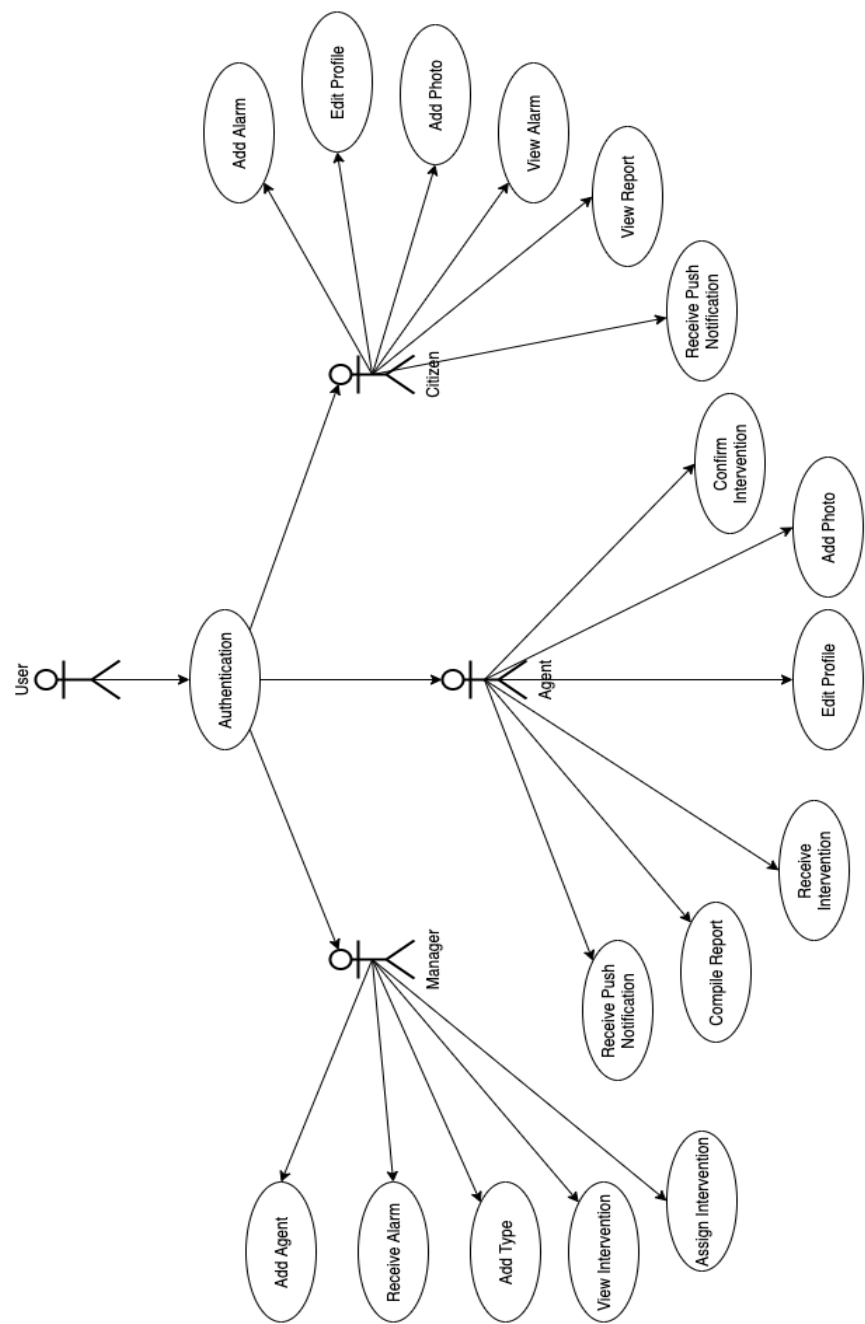 User
Authentication
Manager
Agent
Citizen
Add Agent
Receive Alarm
Add Type
View Intervention
Assign Intervention
Receive Push
Notification
Compile Report
Receive
Intervention
Edit Profile
Add Photo
Confirm
Intervention
Add Alarm
Edit Profile
Add Photo
View Alarm
View Report
Receive Push
Notification